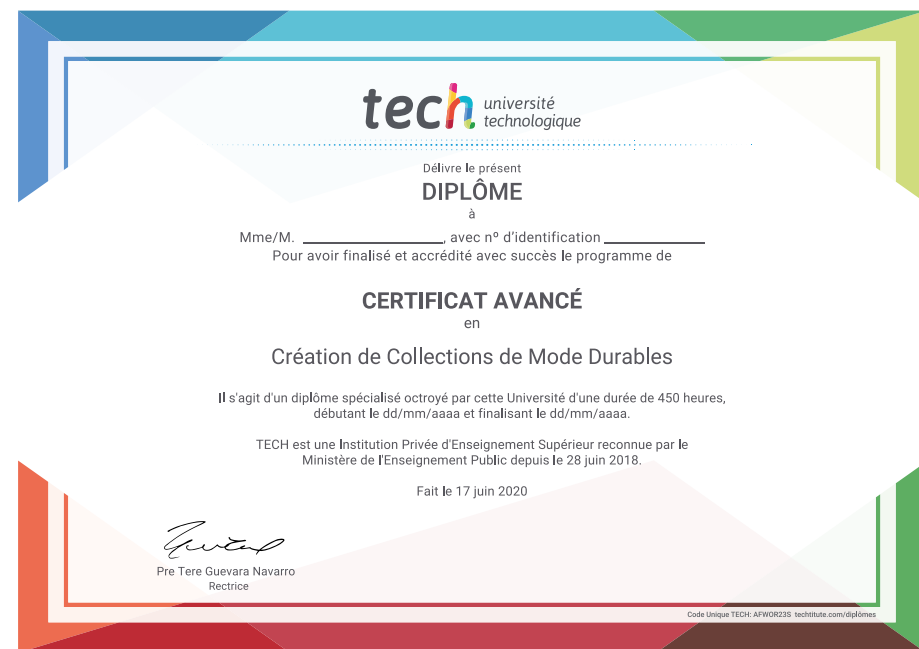 tech université
technologique
Délivre le présent
DIPLÔME
à
Mme/M. ____________________, avec nº d'identification ______________
Pour avoir finalisé et accrédité avec succès le programme de
CERTIFICAT AVANCÉ
en
Création de Collections de Mode Durables
Il s'agit d'un diplôme spécialisé octroyé par cette Université d'une durée de 450 heures,
débutant le dd/mm/aaaa et finalisant le dd/mm/aaaa.
TECH est une Institution Privée d'Enseignement Supérieur reconnue par le
Ministère de l'Enseignement Public depuis le 28 juin 2018.
Fait le 17 juin 2020
Pre Tere Guevara Navarro
Rectrice
Code Unique TECH: AFWOR23S techtitute.com/diplômes